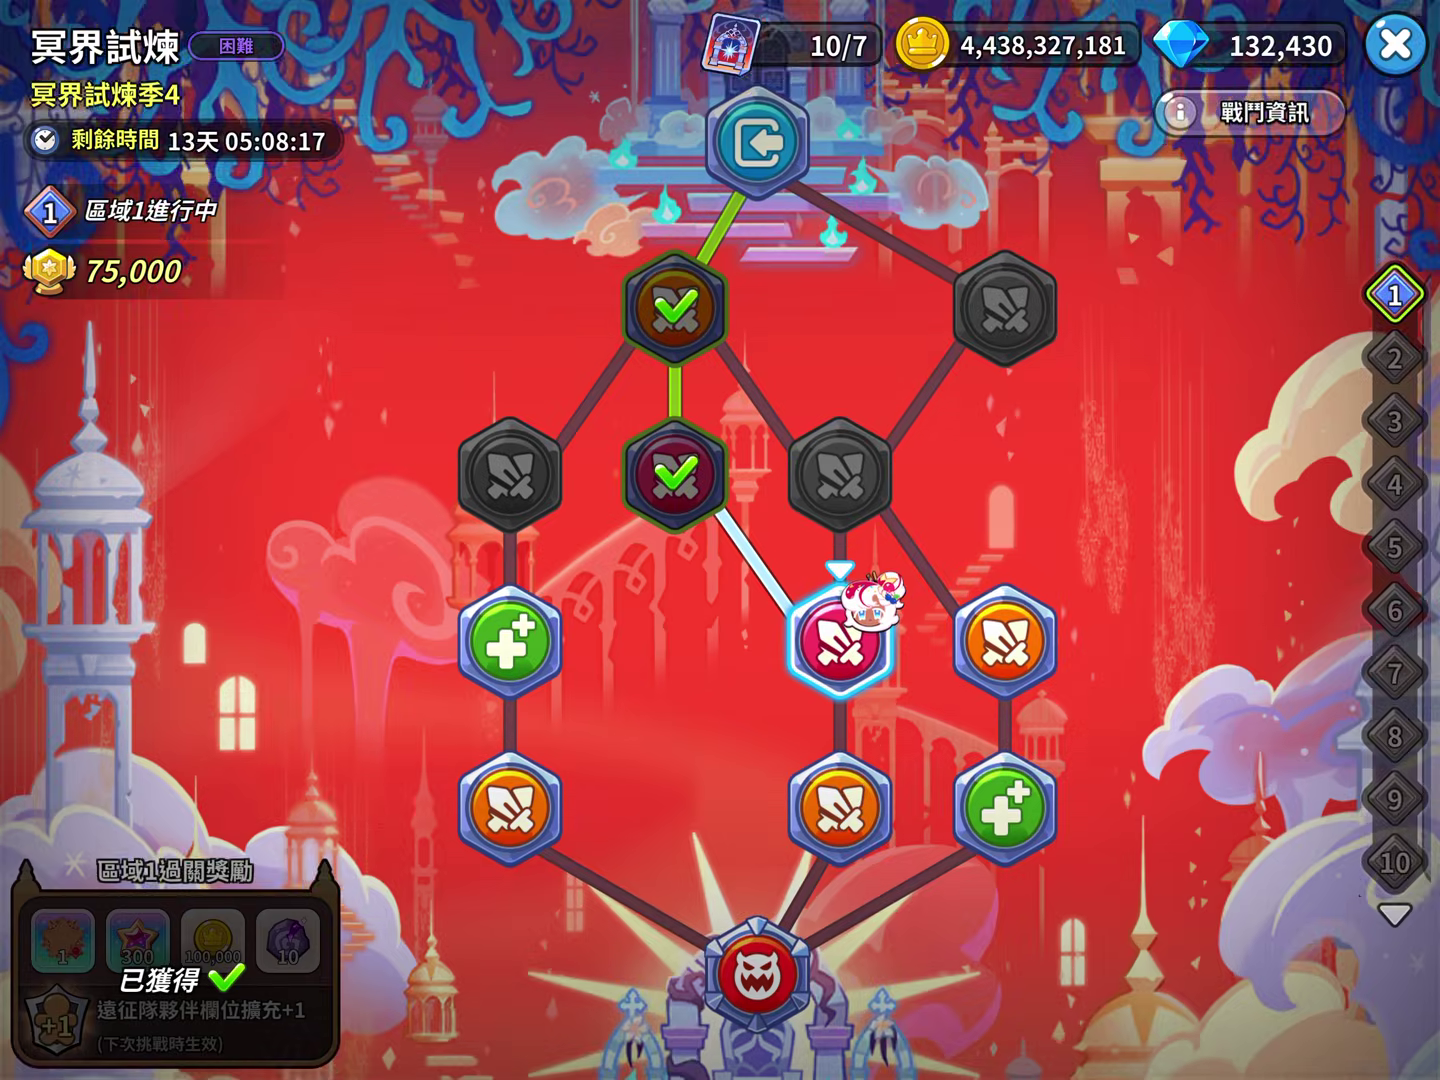 冥界試煉 困難
10/7
4,438,327,181
132,430
冥界試煉季4
戰鬥資訊
剩餘時間 13天 05:08:17
1 區域1進行中
75,000
1
2
3
4
5
6
7
8
9
10
區域1過關獎勵
1
300
100,000
10
已獲得
+1
遠征隊夥伴欄位擴充+1
(下次挑戰時生效)